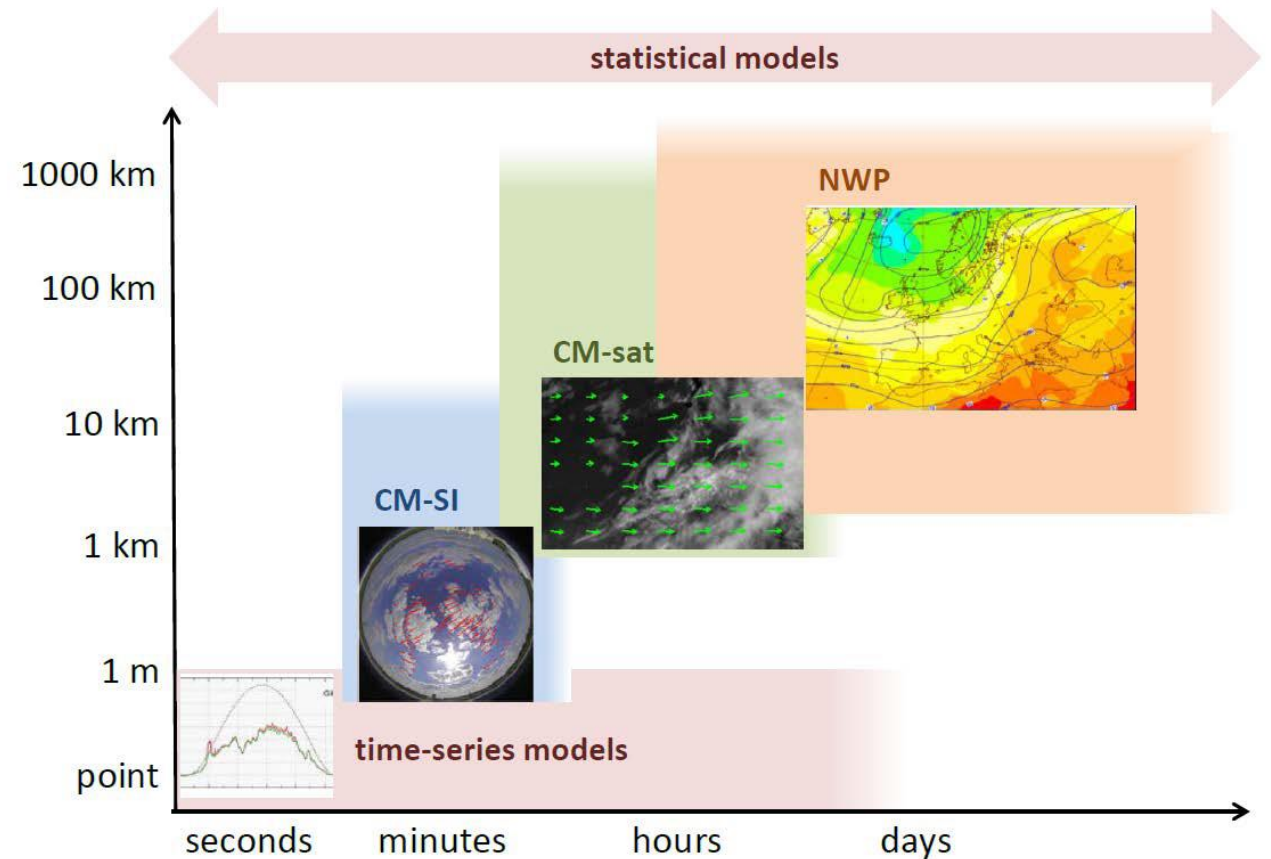 statistical models
1000 km
NWP
100 km
CM-sat
10 km
CM-SI
1 km
1 m
time-series models
point
seconds minutes hours days